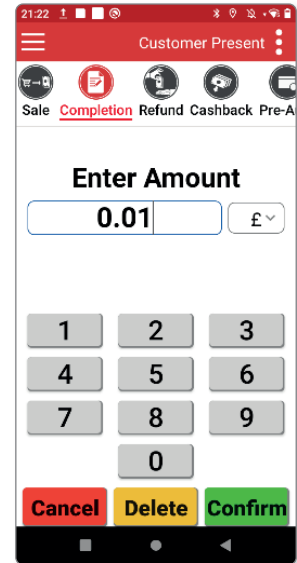 21:22
Customer Present
Sale Completion Refund Cashback Pre-A
Enter Amount
0.01 £
1 2 3
4 5 6
7 8 9
0
Cancel Delete Confirm